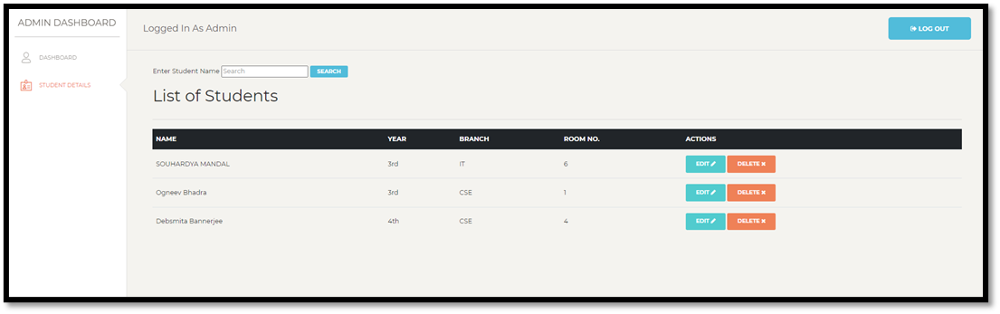 ADMIN DASHBOARD
Logged In As Admin
LOG OUT
DASHBOARD
STUDENT DETAILS
Enter Student Name Search SEARCH
List of Students
NAME YEAR BRANCH ROOM NO. ACTIONS
SOUHARDYA MANDAL 3rd IT 6 EDIT DELETE
Ogneev Bhadra 3rd CSE 1 EDIT DELETE
Debsmita Bannerjee 4th CSE 4 EDIT DELETE